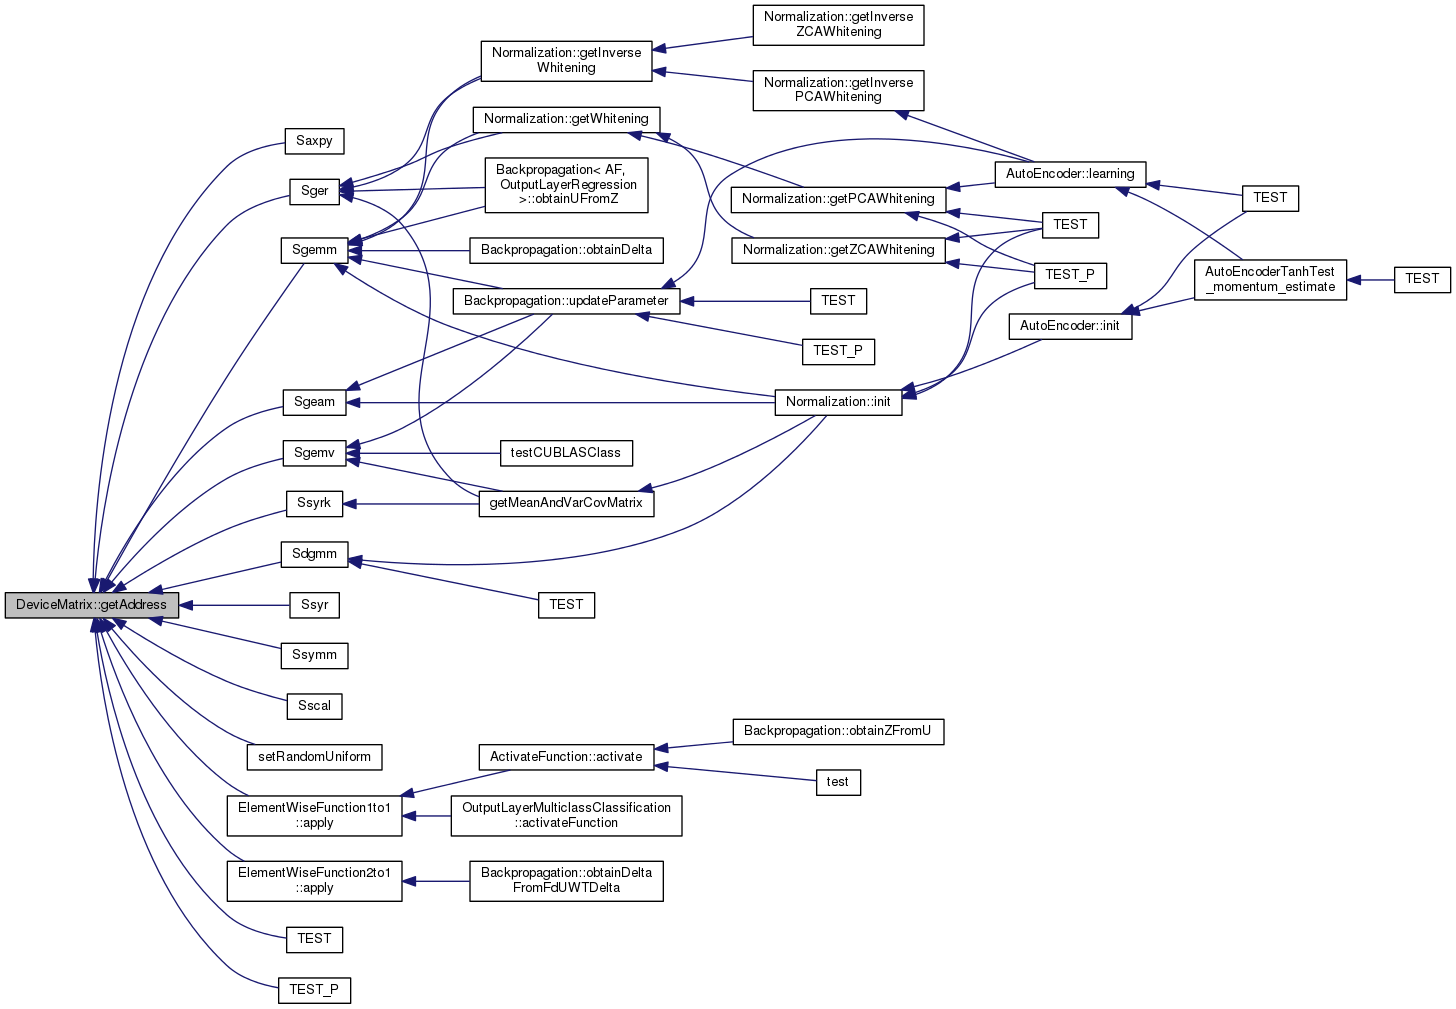 DeviceMatrix::getAddress
Saxpy
Sger
Sgemm
Sgeam
Sgemv
Ssyrk
Sdgmm
Ssyr
Ssymm
Sscal
setRandomUniform
ElementWiseFunction1to1
::apply
ElementWiseFunction2to1
::apply
TEST
TEST_P
Normalization::getInverse
Whitening
Normalization::getWhitening
Backpropagation< AF,
OutputLayerRegression
>::obtainUFromZ
Backpropagation::obtainDelta
Backpropagation::updateParameter
testCUBLASClass
getMeanAndVarCovMatrix
TEST
ActivateFunction::activate
OutputLayerMulticlassClassification
::activateFunction
Backpropagation::obtainDelta
FromFdUWTDelta
Normalization::getInverse
ZCAWhitening
Normalization::getInverse
PCAWhitening
Normalization::getPCAWhitening
Normalization::getZCAWhitening
TEST
TEST_P
Normalization::init
Backpropagation::obtainZFromU
test
AutoEncoder::learning
TEST
TEST_P
AutoEncoder::init
TEST
AutoEncoderTanhTest
_momentum_estimate
TEST